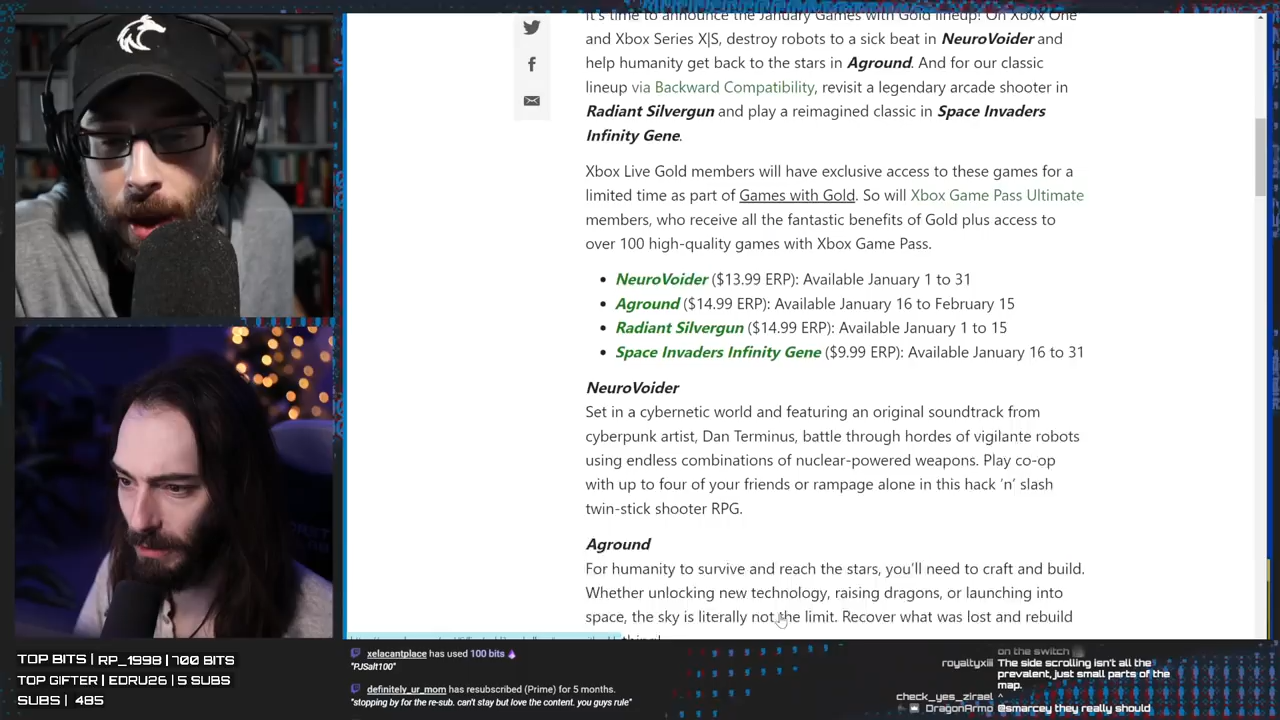 It's time to announce the January Games with Gold lineup! On Xbox One
and Xbox Series X|S, destroy robots to a sick beat in NeuroVoider and
help humanity get back to the stars in Aground. And for our classic
lineup via Backward Compatibility, revisit a legendary arcade shooter in
Radiant Silvergun and play a reimagined classic in Space Invaders
Infinity Gene.
Xbox Live Gold members will have exclusive access to these games for a
limited time as part of Games with Gold. So will Xbox Game Pass Ultimate
members, who receive all the fantastic benefits of Gold plus access to
over 100 high-quality games with Xbox Game Pass.
• NeuroVoider ($13.99 ERP): Available January 1 to 31
• Aground ($14.99 ERP): Available January 16 to February 15
• Radiant Silvergun ($14.99 ERP): Available January 1 to 15
• Space Invaders Infinity Gene ($9.99 ERP): Available January 16 to 31
NeuroVoider
Set in a cybernetic world and featuring an original soundtrack from
cyberpunk artist, Dan Terminus, battle through hordes of vigilante robots
using endless combinations of nuclear-powered weapons. Play co-op
with up to four of your friends or rampage alone in this hack 'n' slash
twin-stick shooter RPG.
Aground
For humanity to survive and reach the stars, you'll need to craft and build.
Whether unlocking new technology, raising dragons, or launching into
space, the sky is literally not the limit. Recover what was lost and rebuild
TOP BITS | RP_1998 | 700 BITS
TOP GIFTER | EDRU26 | 5 SUBS
SUBS | 485
xelacantplace has used 100 bits
"PJSalt100"
definitely_ur_mom has resubscribed (Prime) for 5 months.
"stopping by for the re-sub. can't stay but love the content. you guys rule"
on the switch
royaltyxiii The side scrolling isn't all the
prevalent, just small parts of the
map.
check_yes_zirael ^
DragonArmo @smarcey they really should